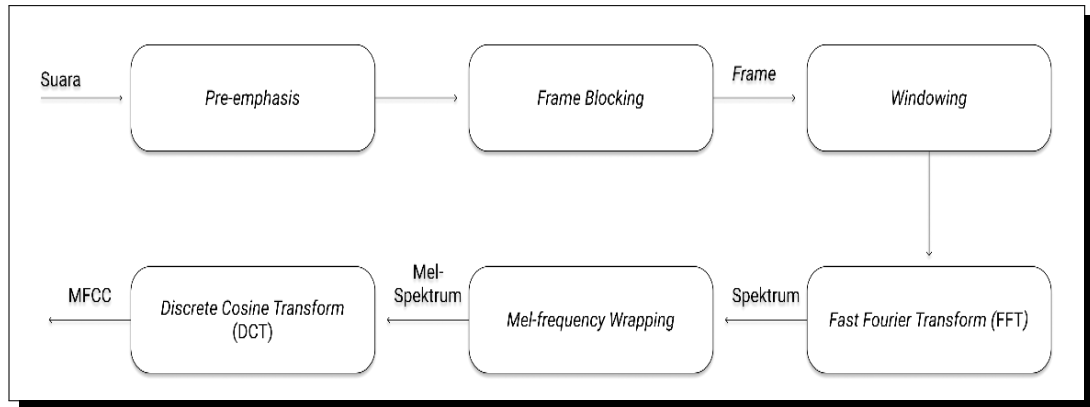 Suara
Pre-emphasis
Frame Blocking
Frame
Windowing
MFCC
Discrete Cosine Transform
(DCT)
Mel-
Spektrum
Mel-frequency Wrapping
Spektrum
Fast Fourier Transform (FFT)